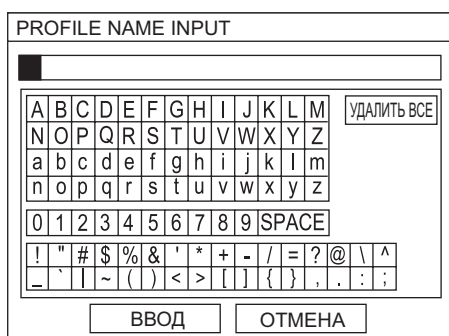 PROFILE NAME INPUT
A B C D E F G H I J K L M УДАЛИТЬ ВСЕ
N O P Q R S T U V W X Y Z
a b c d e f g h i j k l m
n o p q r s t u v w x y z
0 1 2 3 4 5 6 7 8 9 SPACE
! " # $ % & ' * + - / = ? @ \ ^
_ ` | ~ ( ) < > [ ] { } , . : ;
ВВОД ОТМЕНА